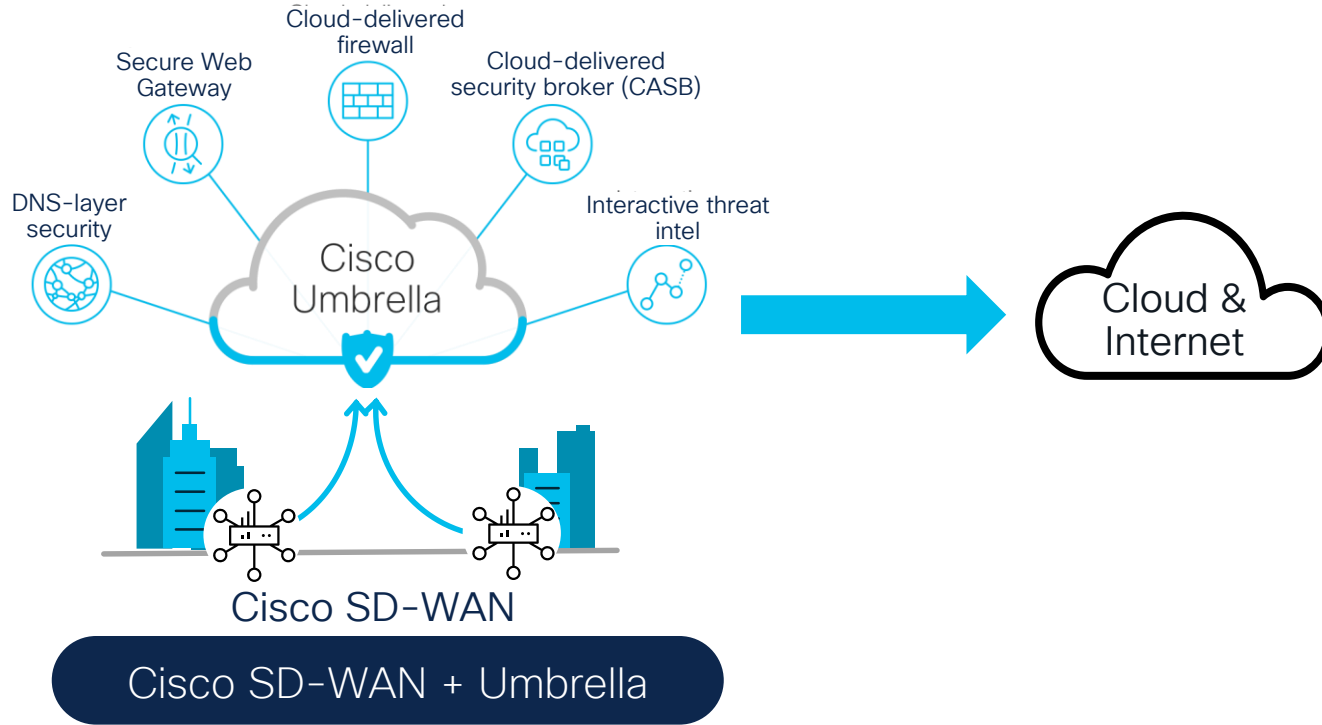 Cloud-delivered
firewall
Secure Web
Gateway
Cloud-delivered
security broker (CASB)
DNS-layer
security
Interactive threat
intel
Cisco
Umbrella
Cloud &
Internet
Cisco SD-WAN
Cisco SD-WAN + Umbrella